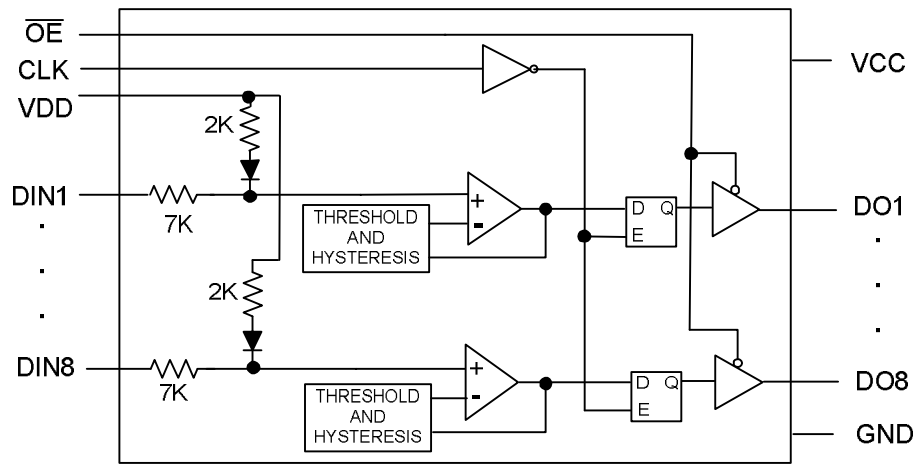 OE
CLK
VDD
VCC
2K
DIN1
7K
THRESHOLD
AND
HYSTERESIS
+
-
D Q
E
DO1
2K
DIN8
7K
THRESHOLD
AND
HYSTERESIS
+
-
D Q
E
DO8
GND